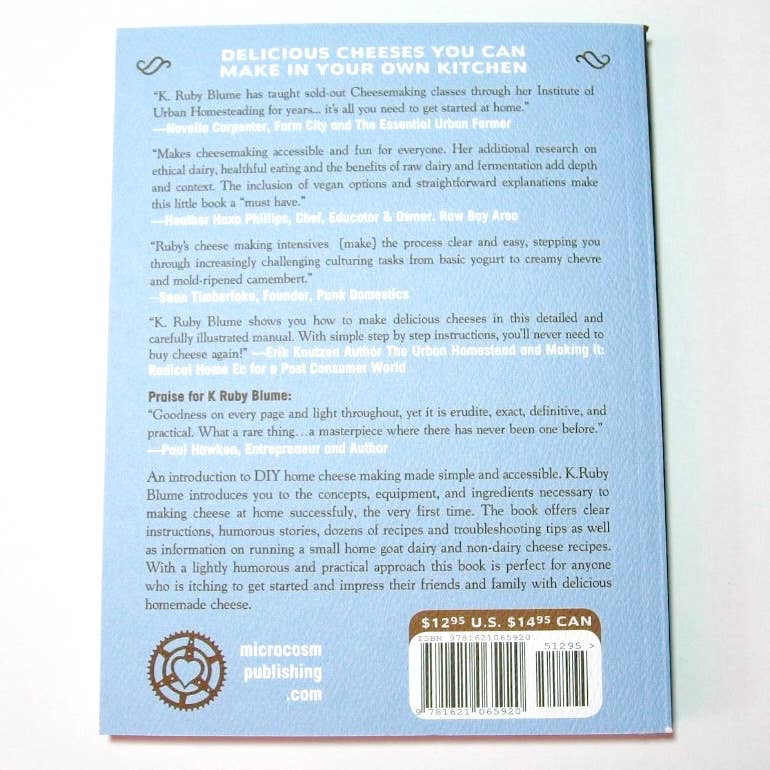 DELICIOUS CHEESES YOU CAN
MAKE IN YOUR OWN KITCHEN
“K. Ruby Blume has taught sold-out Cheesemaking classes through her Institute of
Urban Homesteading for years... it's all you need to get started at home.”
—Novella Carpenter, Farm City and The Essential Urban Farmer
“Makes cheesemaking accessible and fun for everyone. Her additional research on
ethical dairy, healthful eating and the benefits of raw dairy and fermentation add depth
and context. The inclusion of vegan options and straightforward explanations make
this little book a “must have.”
—Heather Haxo Phillips, Chef, Educator & Owner. Raw Bay Area
“Ruby's cheese making intensives [make] the process clear and easy, stepping you
through increasingly challenging culturing tasks from basic yogurt to creamy chevre
and mold-ripened camembert.”
—Sean Timberlake, Founder, Punk Domestics
“K. Ruby Blume shows you how to make delicious cheeses in this detailed and
carefully illustrated manual. With simple step by step instructions, you'll never need to
buy cheese again!” —Erik Knutzen Author The Urban Homestead and Making It:
Radical Home Ec for a Post Consumer World
Praise for K Ruby Blume:
“Goodness on every page and light throughout, yet it is erudite, exact, definitive, and
practical. What a rare thing…a masterpiece where there has never been one before.”
—Paul Hawken, Entrepreneur and Author
An introduction to DIY home cheese making made simple and accessible. K.Ruby
Blume introduces you to the concepts, equipment, and ingredients necessary to
making cheese at home successfuly, the very first time. The book offers clear
instructions, humorous stories, dozens of recipes and troubleshooting tips as well
as information on running a small home goat dairy and non-dairy cheese recipes.
With a lightly humorous and practical approach this book is perfect for anyone
who is itching to get started and impress their friends and family with delicious
homemade cheese.
microcosm
publishing
.com
$1295 U.S. $1495 CAN
ISBN 9781621065920
51295 >
9 781621 065920